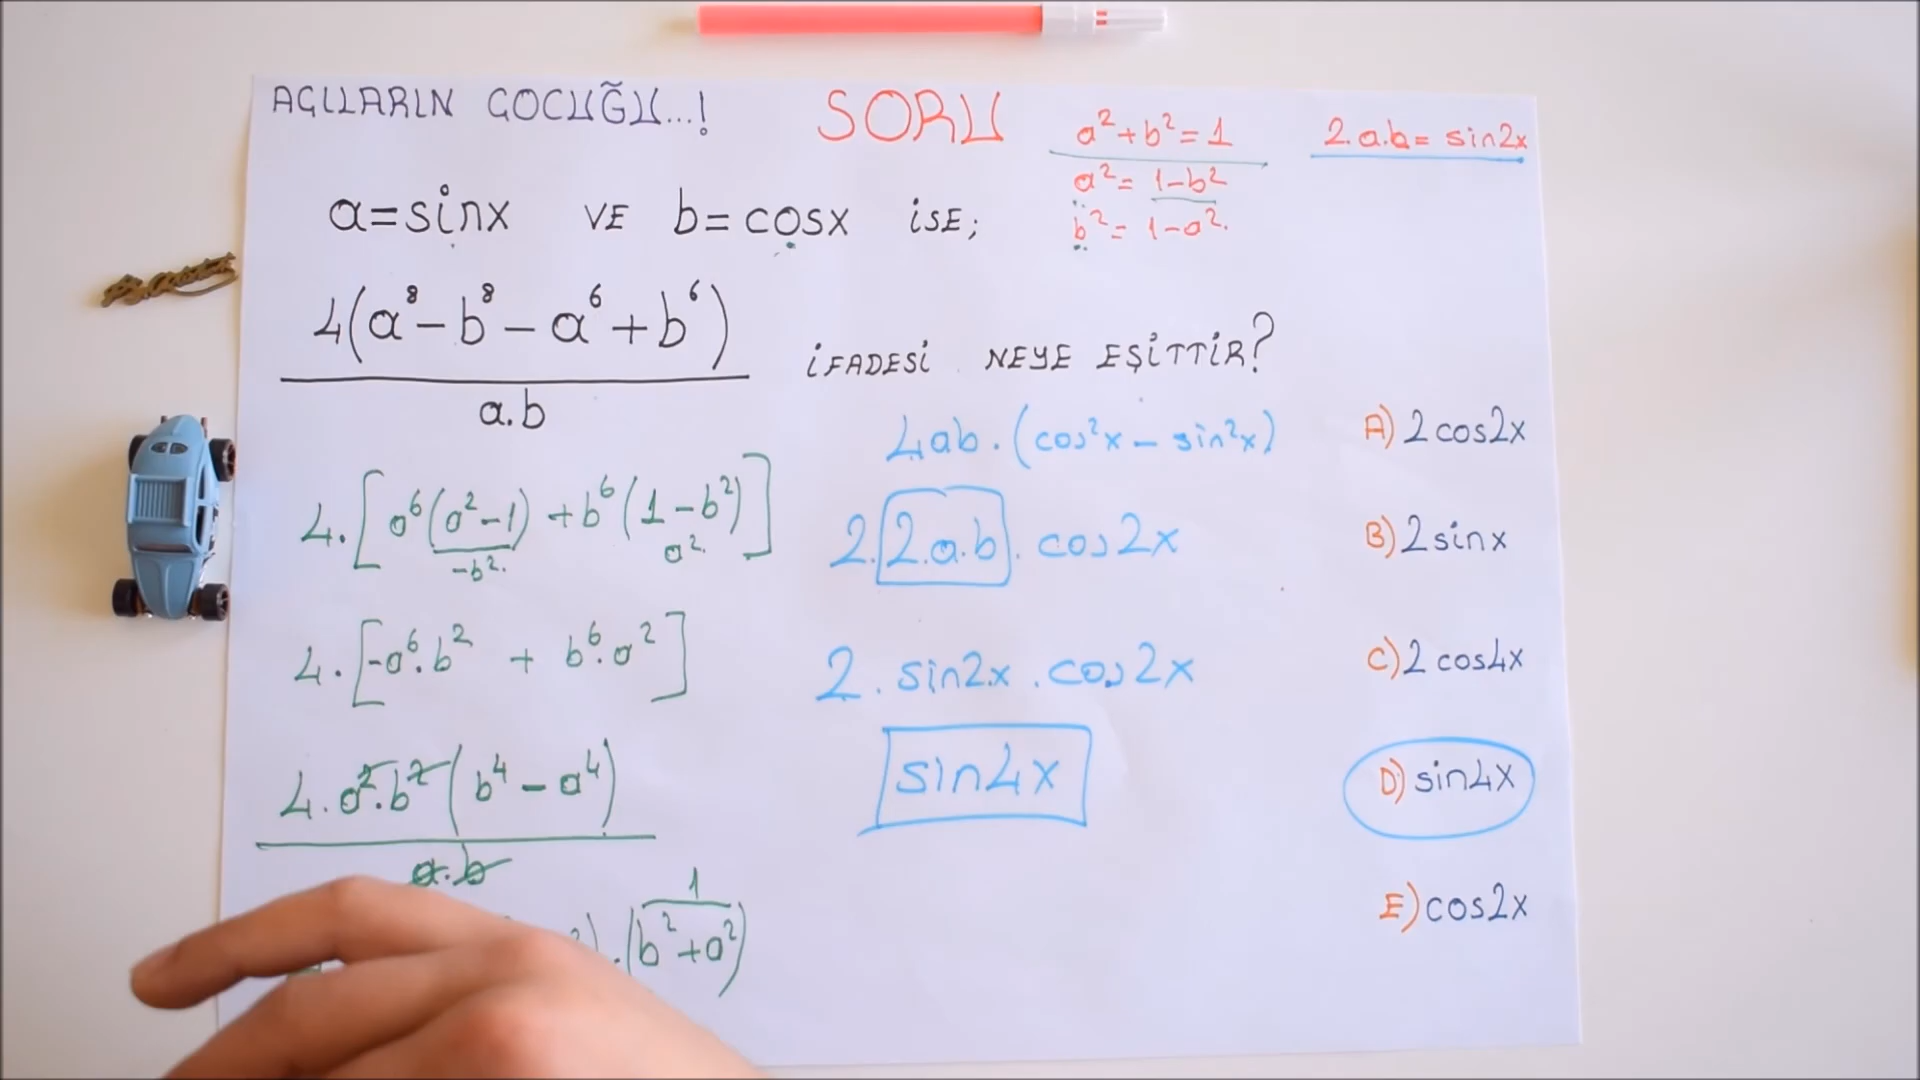 AÇILARIN ÇOCUĞU...!
SORU
a²+b²=1
a²= 1-b²
b²= 1-a².
2.a.b= sin2x
a=sinx VE b=cosx İSE;
4(a⁸-b⁸-a⁶+b⁶)
a.b
İFADESİ NEYE EŞİTTİR?
4.[a⁶(a²-1)+b⁶(1-b²)]
-b². a².
4.[-a⁶.b² + b⁶.a²]
4.a².b²(b⁴-a⁴)
a.b
1
.(b²+a²)
4ab.(cos²x-sin²x)
2.2.a.b.cos2x
2.sin2x.cos2x
sin4x
A) 2cos2x
B) 2sinx
C) 2cos4x
D) sin4x
E) cos2x